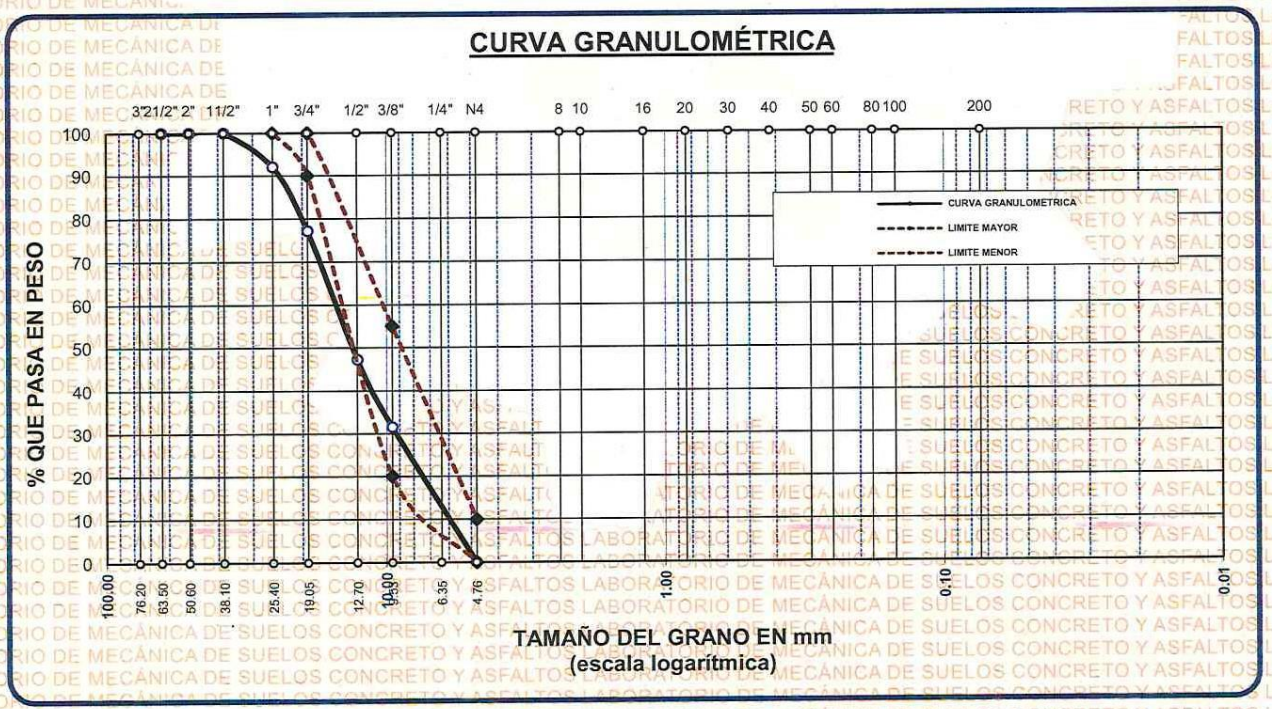 CURVA GRANULOMÉTRICA
3" 21/2" 2" 11/2" 1" 3/4" 1/2" 3/8" 1/4" N4 8 10 16 20 30 40 50 60 80 100 200
100
90
80
70
60
50
40
30
20
10
0
% QUE PASA EN PESO
CURVA GRANULOMETRICA
LIMITE MAYOR
LIMITE MENOR
100.00 76.20 63.50 50.60 38.10 25.40 19.05 12.70 10.00 9.53 6.35 4.76 1.00 0.10 0.01
TAMAÑO DEL GRANO EN mm
(escala logarítmica)
LABORATORIO DE MECÁNICA DE SUELOS CONCRETO Y ASFALTOS